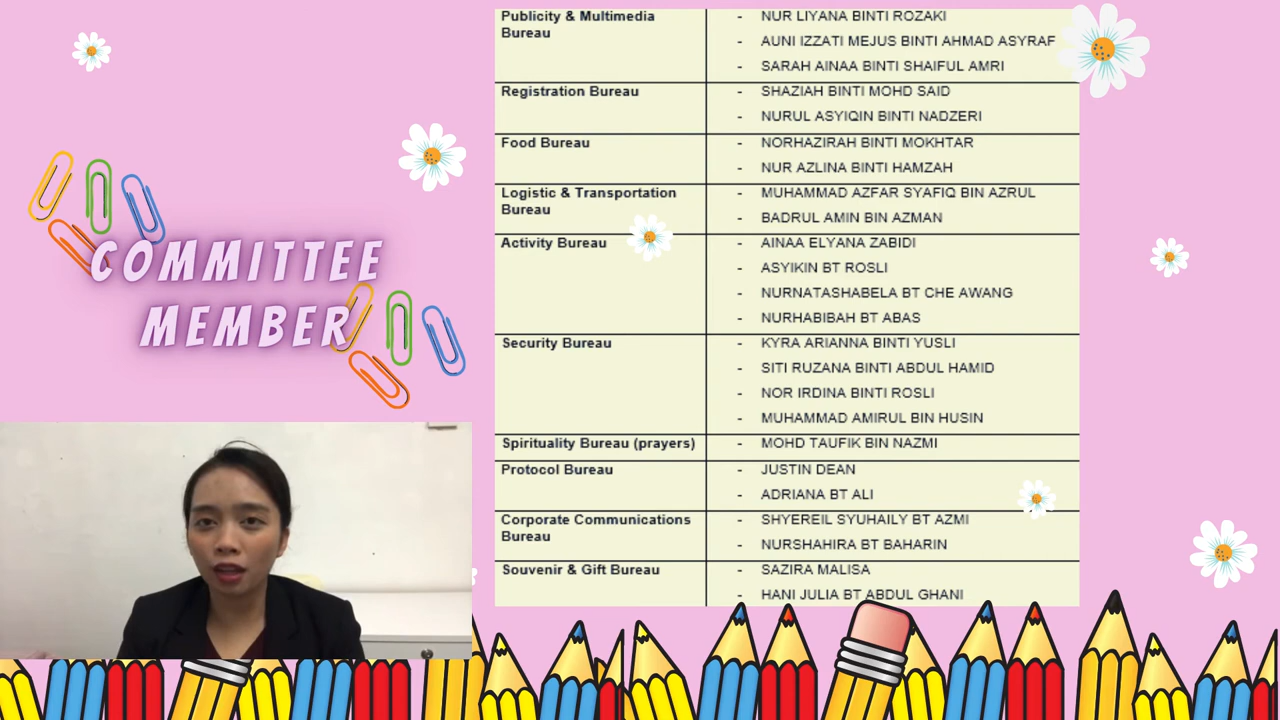 COMMITTEE
MEMBER
Publicity & Multimedia
Bureau
- NUR LIYANA BINTI ROZAKI
- AUNI IZZATI MEJUS BINTI AHMAD ASYRAF
- SARAH AINAA BINTI SHAIFUL AMRI
Registration Bureau
- SHAZIAH BINTI MOHD SAID
- NURUL ASYIQIN BINTI NADZERI
Food Bureau
- NORHAZIRAH BINTI MOKHTAR
- NUR AZLINA BINTI HAMZAH
Logistic & Transportation
Bureau
- MUHAMMAD AZFAR SYAFIQ BIN AZRUL
- BADRUL AMIN BIN AZMAN
Activity Bureau
- AINAA ELYANA ZABIDI
- ASYIKIN BT ROSLI
- NURNATASHABELA BT CHE AWANG
- NURHABIBAH BT ABAS
Security Bureau
- KYRA ARIANNA BINTI YUSLI
- SITI RUZANA BINTI ABDUL HAMID
- NOR IRDINA BINTI ROSLI
- MUHAMMAD AMIRUL BIN HUSIN
Spirituality Bureau (prayers)
- MOHD TAUFIK BIN NAZMI
Protocol Bureau
- JUSTIN DEAN
- ADRIANA BT ALI
Corporate Communications
Bureau
- SHYEREIL SYUHAILY BT AZMI
- NURSHAHIRA BT BAHARIN
Souvenir & Gift Bureau
- SAZIRA MALISA
- HANI JULIA BT ABDUL GHANI